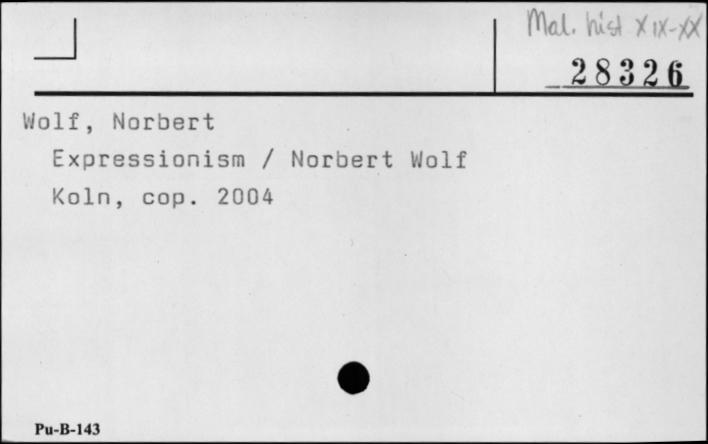 Mal. hist XIX-XX
28326
Wolf, Norbert
Expressionism / Norbert Wolf
Koln, cop. 2004
Pu-B-143